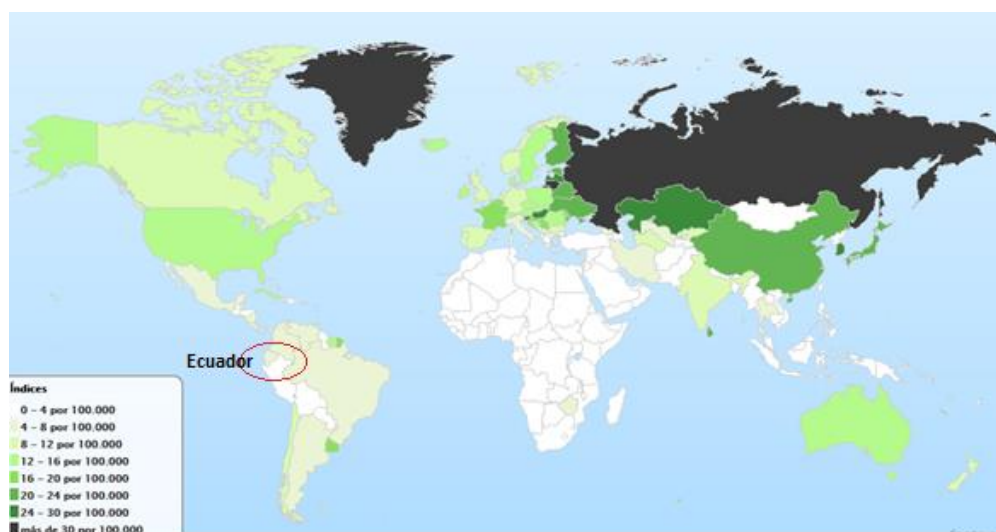 Ecuador
Índices
0 – 4 por 100.000
4 – 8 por 100.000
8 – 12 por 100.000
12 – 16 por 100.000
16 – 20 por 100.000
20 – 24 por 100.000
24 – 30 por 100.000
más de 30 por 100.000